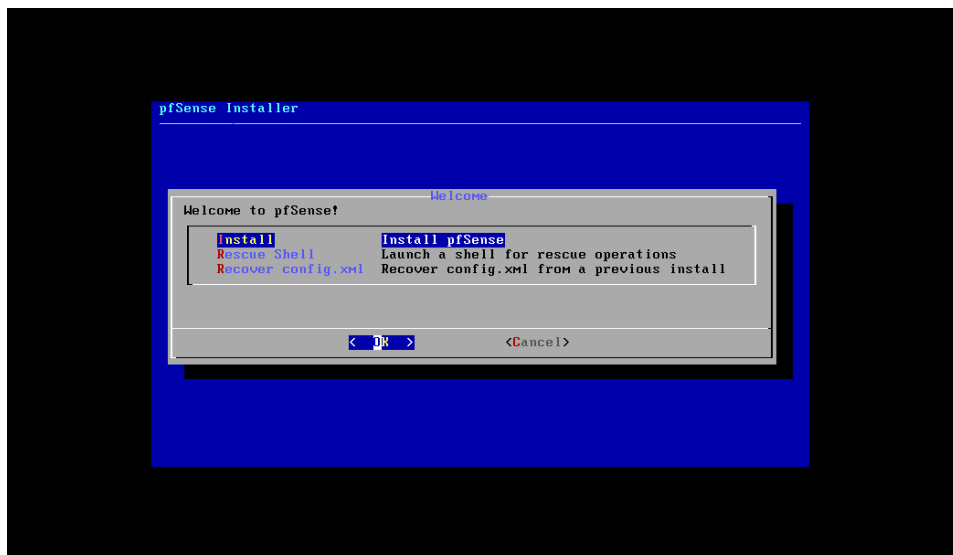 pfSense Installer
Welcome
Welcome to pfSense!
Install Install pfSense
Rescue Shell Launch a shell for rescue operations
Recover config.xml Recover config.xml from a previous install
< OK > <Cancel>